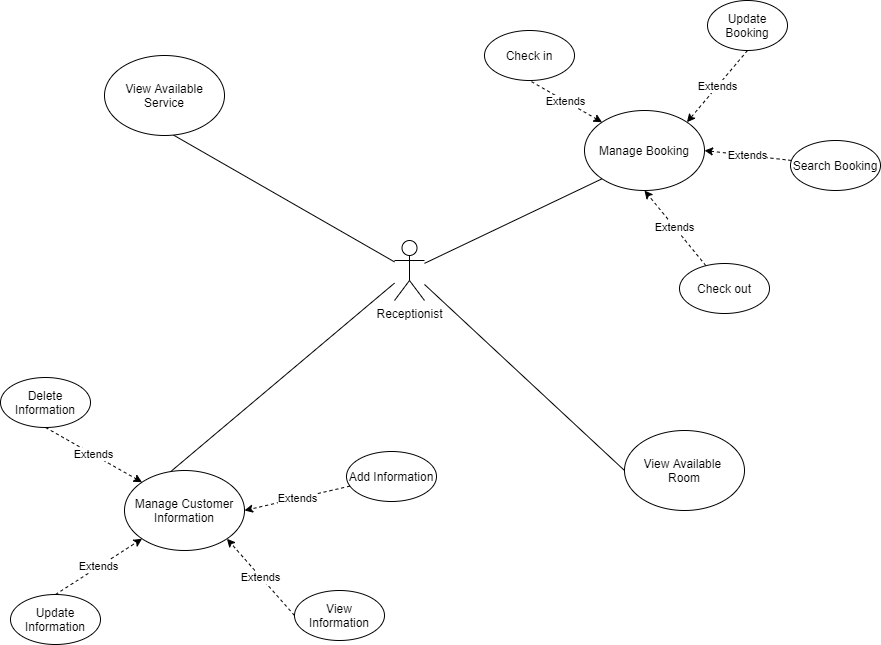 Update
Booking
Check in
Extends
Extends
View Available
Service
Manage Booking
Extends
Search Booking
Extends
Check out
Receptionist
Delete
Information
Extends
View Available
Room
Add Information
Extends
Manage Customer
Information
Extends
Extends
Update
Information
View
Information